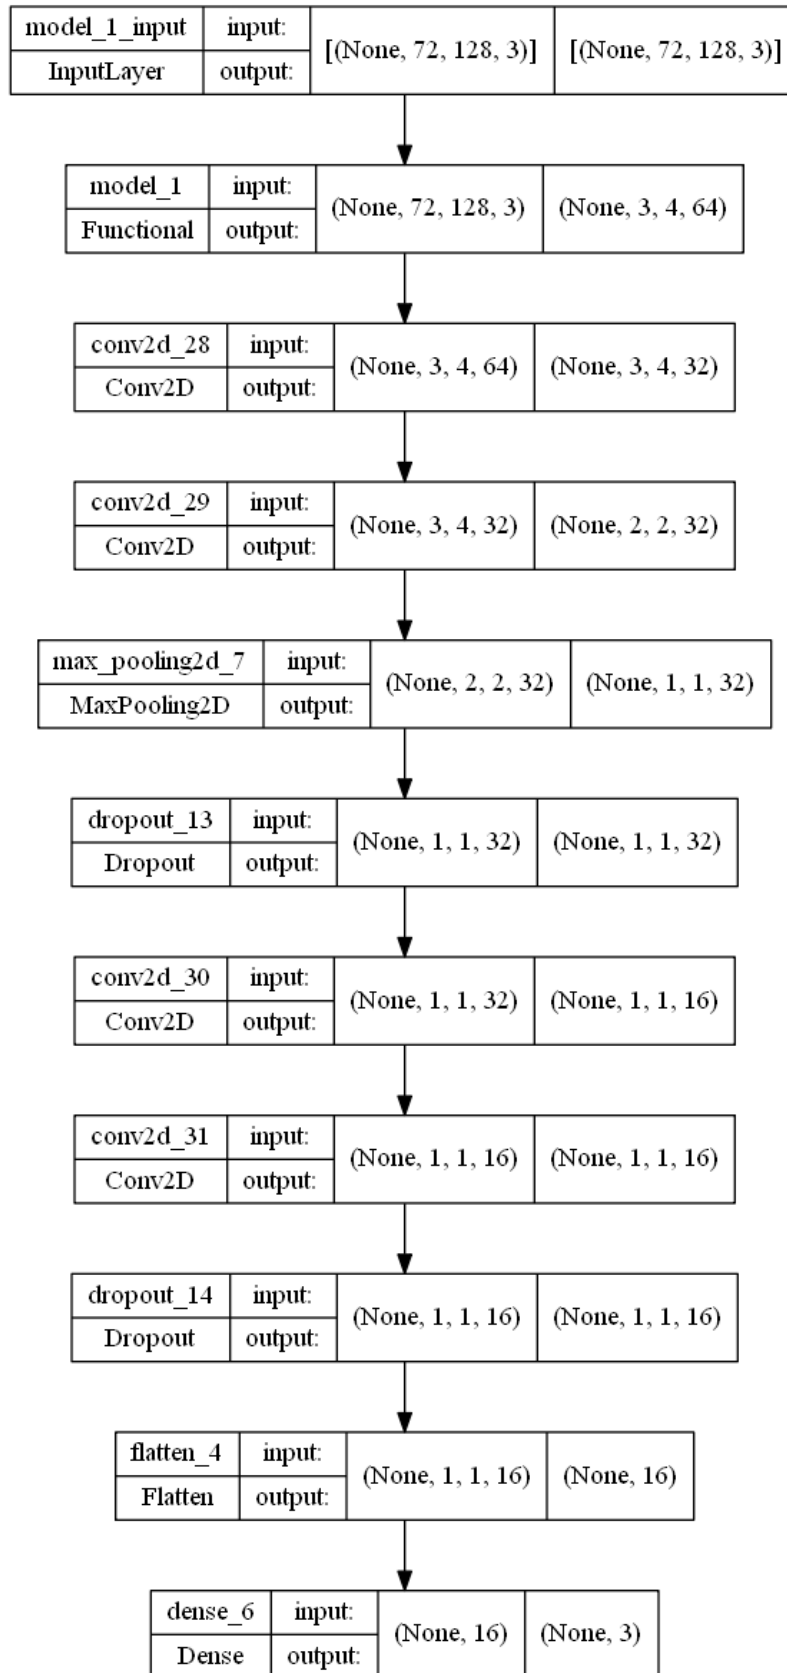 model_1_input input: [(None, 72, 128, 3)] [(None, 72, 128, 3)]
InputLayer output:
model_1 input: (None, 72, 128, 3) (None, 3, 4, 64)
Functional output:
conv2d_28 input: (None, 3, 4, 64) (None, 3, 4, 32)
Conv2D output:
conv2d_29 input: (None, 3, 4, 32) (None, 2, 2, 32)
Conv2D output:
max_pooling2d_7 input: (None, 2, 2, 32) (None, 1, 1, 32)
MaxPooling2D output:
dropout_13 input: (None, 1, 1, 32) (None, 1, 1, 32)
Dropout output:
conv2d_30 input: (None, 1, 1, 32) (None, 1, 1, 16)
Conv2D output:
conv2d_31 input: (None, 1, 1, 16) (None, 1, 1, 16)
Conv2D output:
dropout_14 input: (None, 1, 1, 16) (None, 1, 1, 16)
Dropout output:
flatten_4 input: (None, 1, 1, 16) (None, 16)
Flatten output:
dense_6 input: (None, 16) (None, 3)
Dense output: